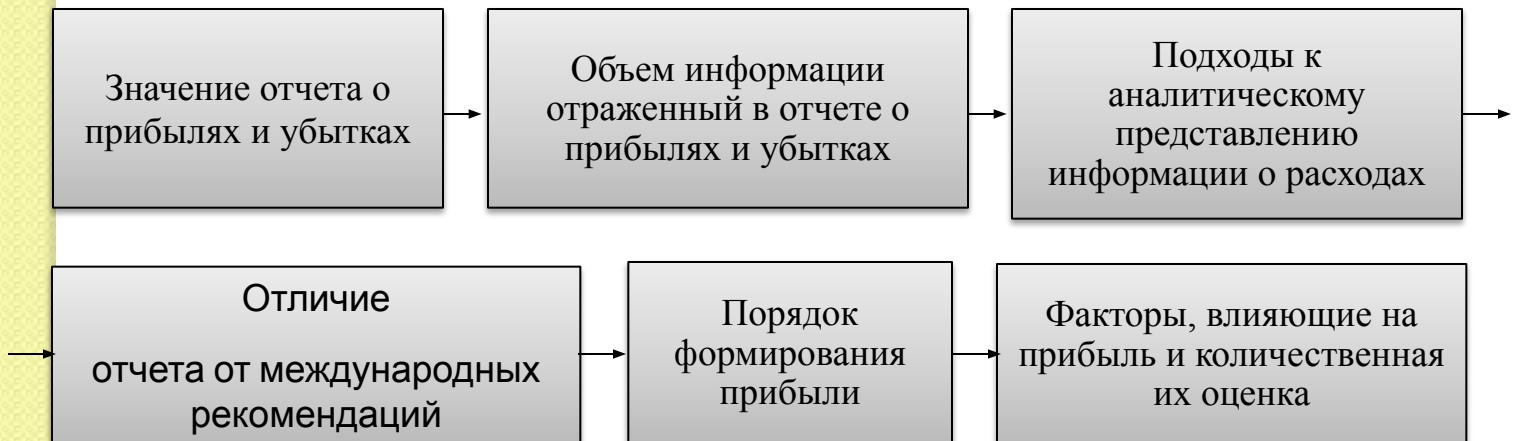 Значение отчета о
прибылях и убытках
Объем информации
отраженный в отчете о
прибылях и убытках
Подходы к
аналитическому
представлению
информации о расходах
Отличие
отчета от международных
рекомендаций
Порядок
формирования
прибыли
Факторы, влияющие на
прибыль и количественная
их оценка